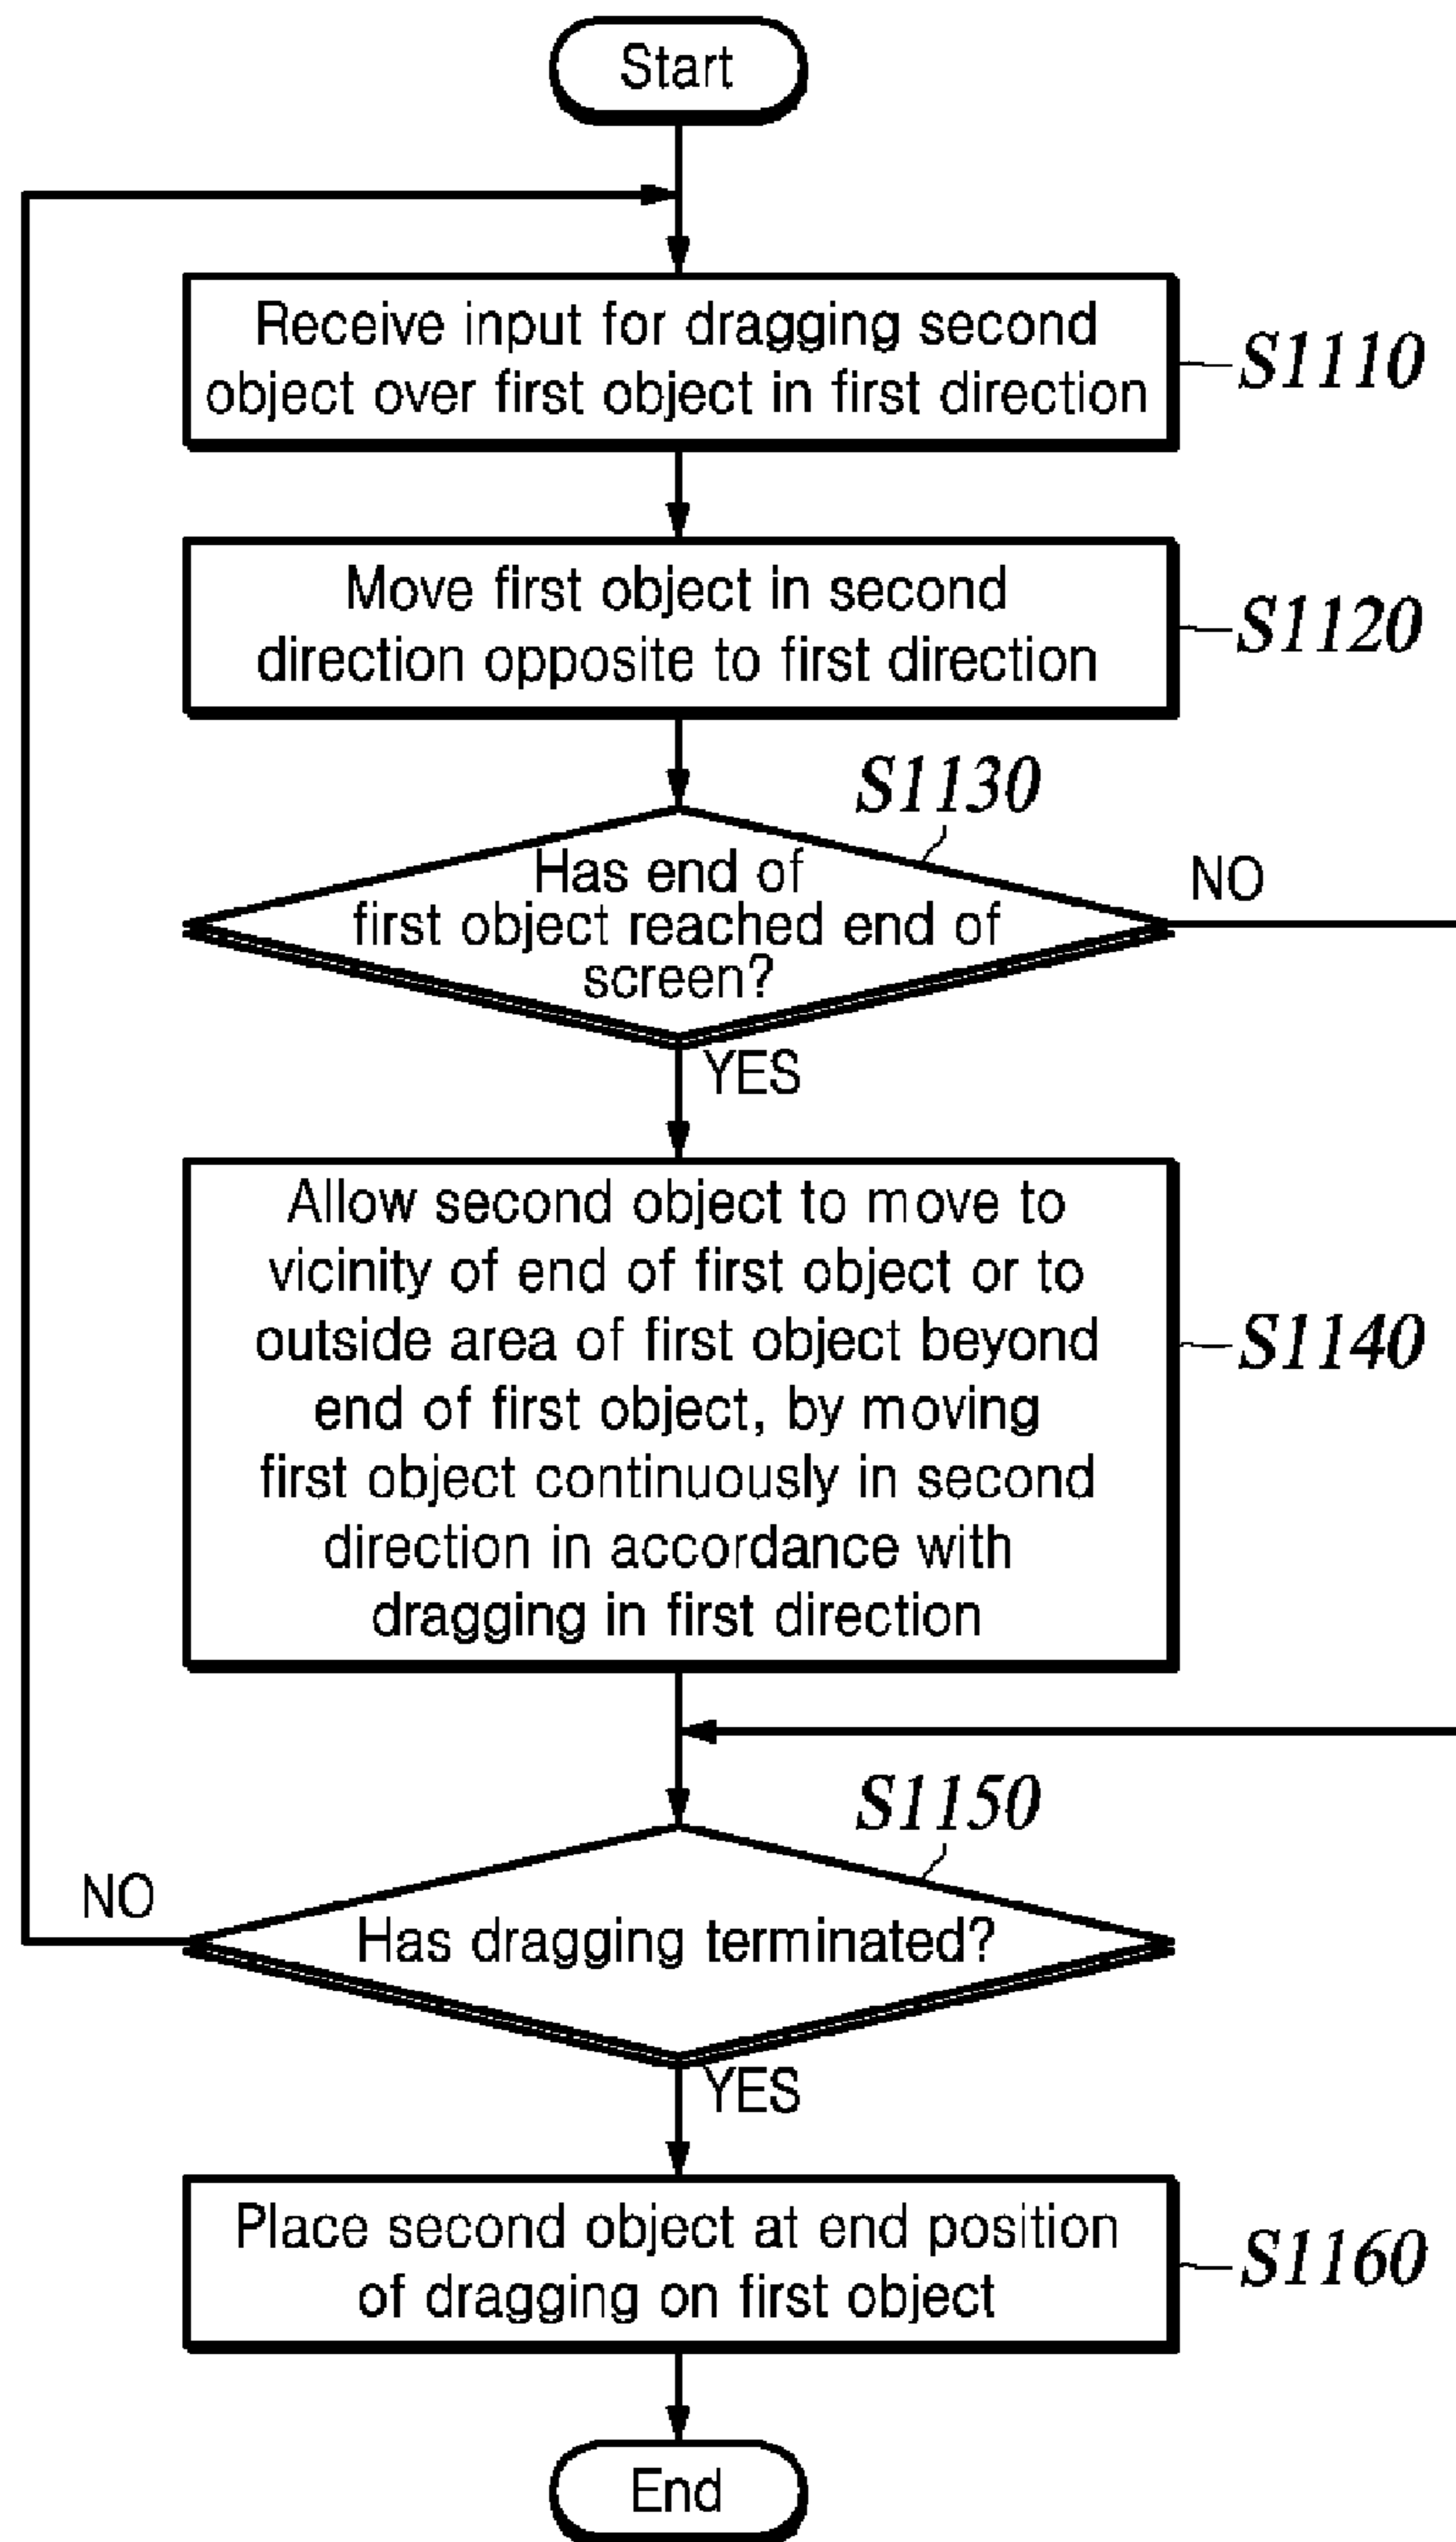 Start
Receive input for dragging second
object over first object in first direction
S1110
Move first object in second
direction opposite to first direction
S1120
S1130
Has end of
first object reached end of
screen?
NO
YES
Allow second object to move to
vicinity of end of first object or to
outside area of first object beyond
end of first object, by moving
first object continuously in second
direction in accordance with
dragging in first direction
S1140
S1150
NO
Has dragging terminated?
YES
Place second object at end position
of dragging on first object
S1160
End